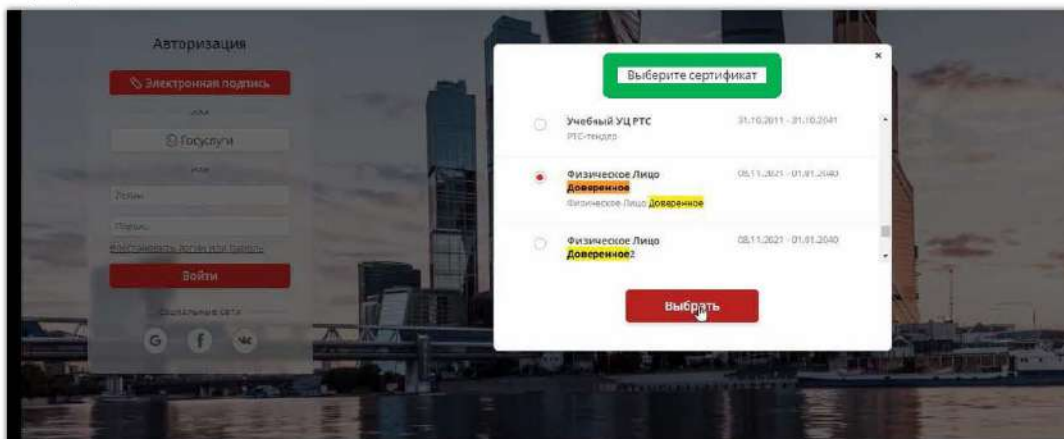 Авторизация
Электронная подпись
или
Госуслуги
или
Логин
Пароль
Восстановить логин или пароль
Войти
Социальные сети
G f
Выберите сертификат
×
Учебный УЦ РТС 31.10.2011 - 31.10.2041
РТС-тендер
Физическое Лицо 08.11.2021 - 01.01.2040
Доверенное
Физическое Лицо Доверенное
Физическое Лицо 08.11.2021 - 01.01.2040
Доверенное2
Выбрать